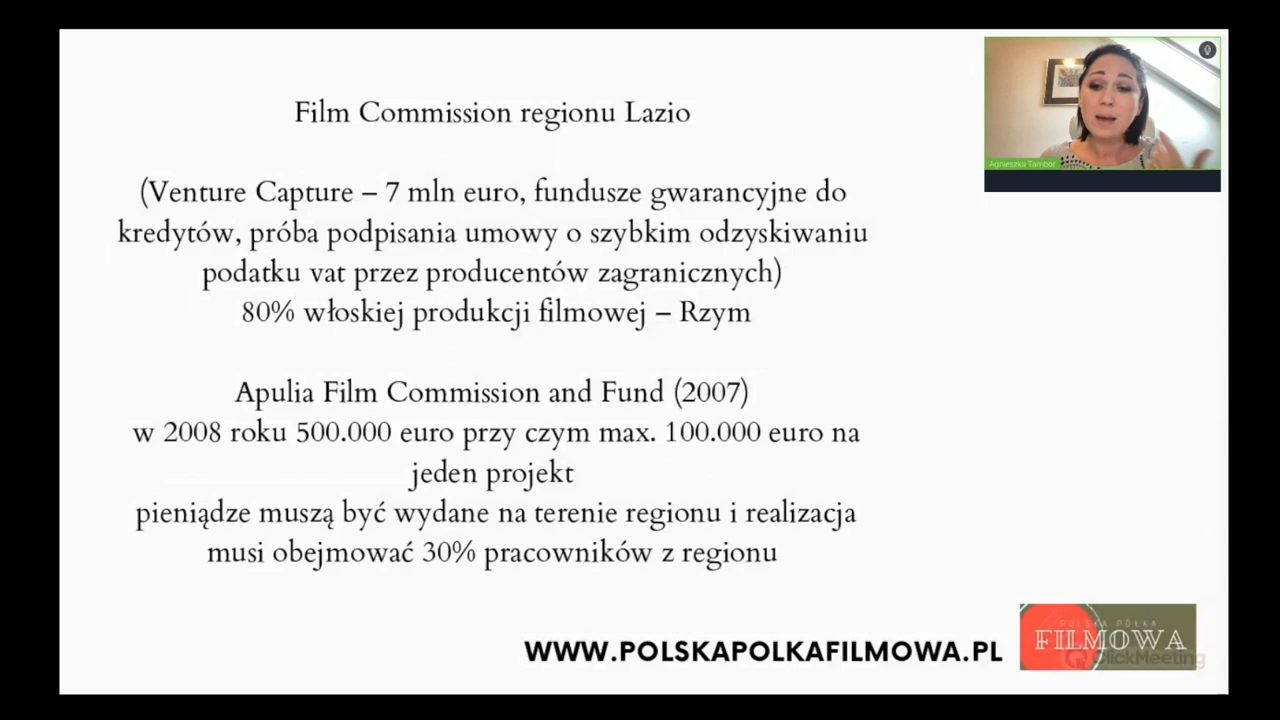 Film Commission regionu Lazio
(Venture Capture – 7 mln euro, fundusze gwarancyjne do
kredytów, próba podpisania umowy o szybkim odzyskiwaniu
podatku vat przez producentów zagranicznych)
80% włoskiej produkcji filmowej – Rzym
Apulia Film Commission and Fund (2007)
w 2008 roku 500.000 euro przy czym max. 100.000 euro na
jeden projekt
pieniądze muszą być wydane na terenie regionu i realizacja
musi obejmować 30% pracowników z regionu
Agnieszka Tambor
WWW.POLSKAPOLKAFILMOWA.PL
POLSKA PÓŁKA
FILMOWA
ClickMeeting